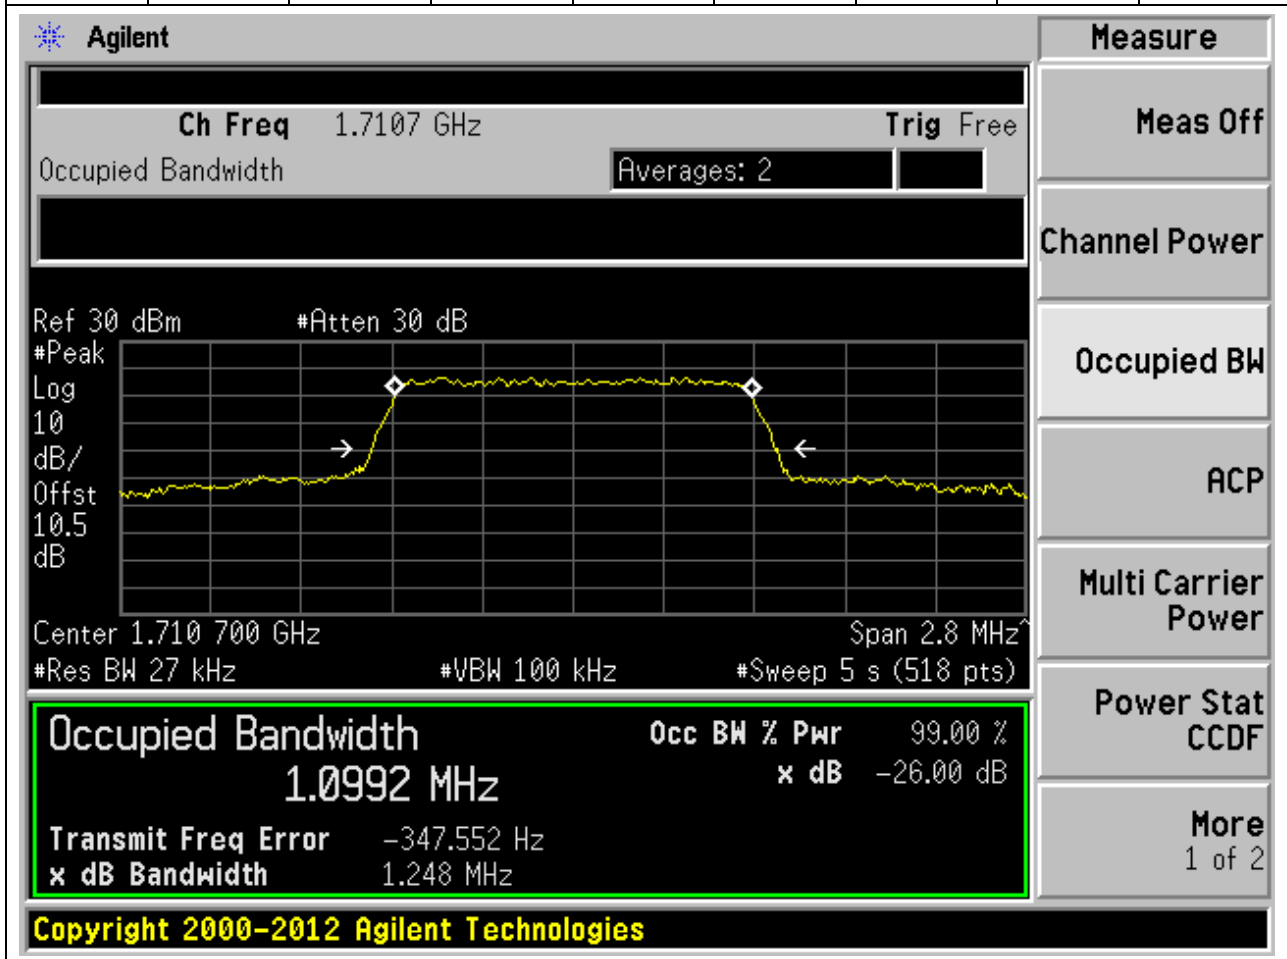 Agilent
Measure
Ch Freq 1.7107 GHz Trig Free
Occupied Bandwidth Averages: 2
Ref 30 dBm #Atten 30 dB
#Peak
Log
10
dB/
Offst
10.5
dB
Center 1.710 700 GHz Span 2.8 MHz^
#Res BW 27 kHz #VBW 100 kHz #Sweep 5 s (518 pts)
Occupied Bandwidth Occ BW % Pwr 99.00 %
1.0992 MHz x dB -26.00 dB
Transmit Freq Error -347.552 Hz
x dB Bandwidth 1.248 MHz
Copyright 2000-2012 Agilent Technologies
Meas Off
Channel Power
Occupied BW
ACP
Multi Carrier
Power
Power Stat
CCDF
More
1 of 2